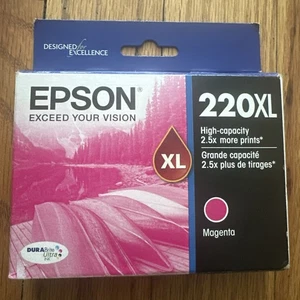 DESIGNED for
EXCELLENCE
EPSON®
EXCEED YOUR VISION
XL
220XL
High-capacity
2.5x more prints*
Grande capacité
2.5x plus de tirages*
Magenta
DURABrite
Ultra